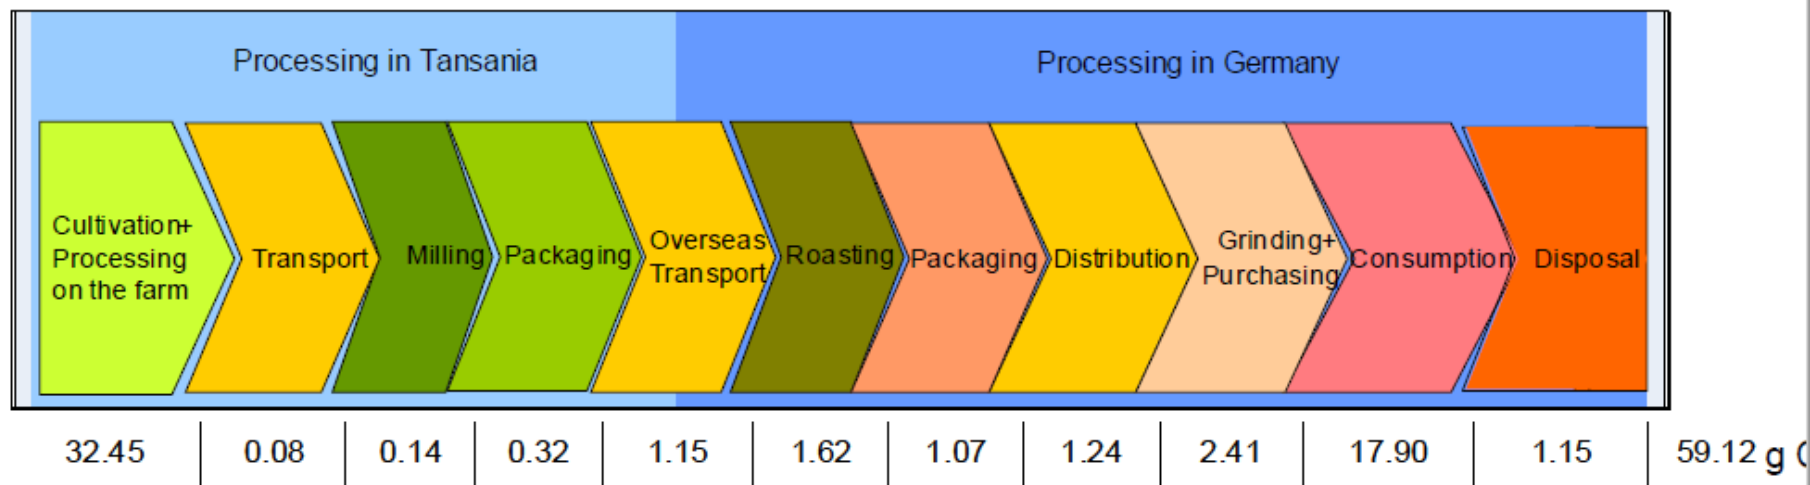 Processing in Tansania
Processing in Germany
Cultivation+
Processing
on the farm
Transport
Milling
Packaging
Overseas
Transport
Roasting
Packaging
Distribution
Grinding+
Purchasing
Consumption
Disposal
32.45
0.08
0.14
0.32
1.15
1.62
1.07
1.24
2.41
17.90
1.15
59.12 g